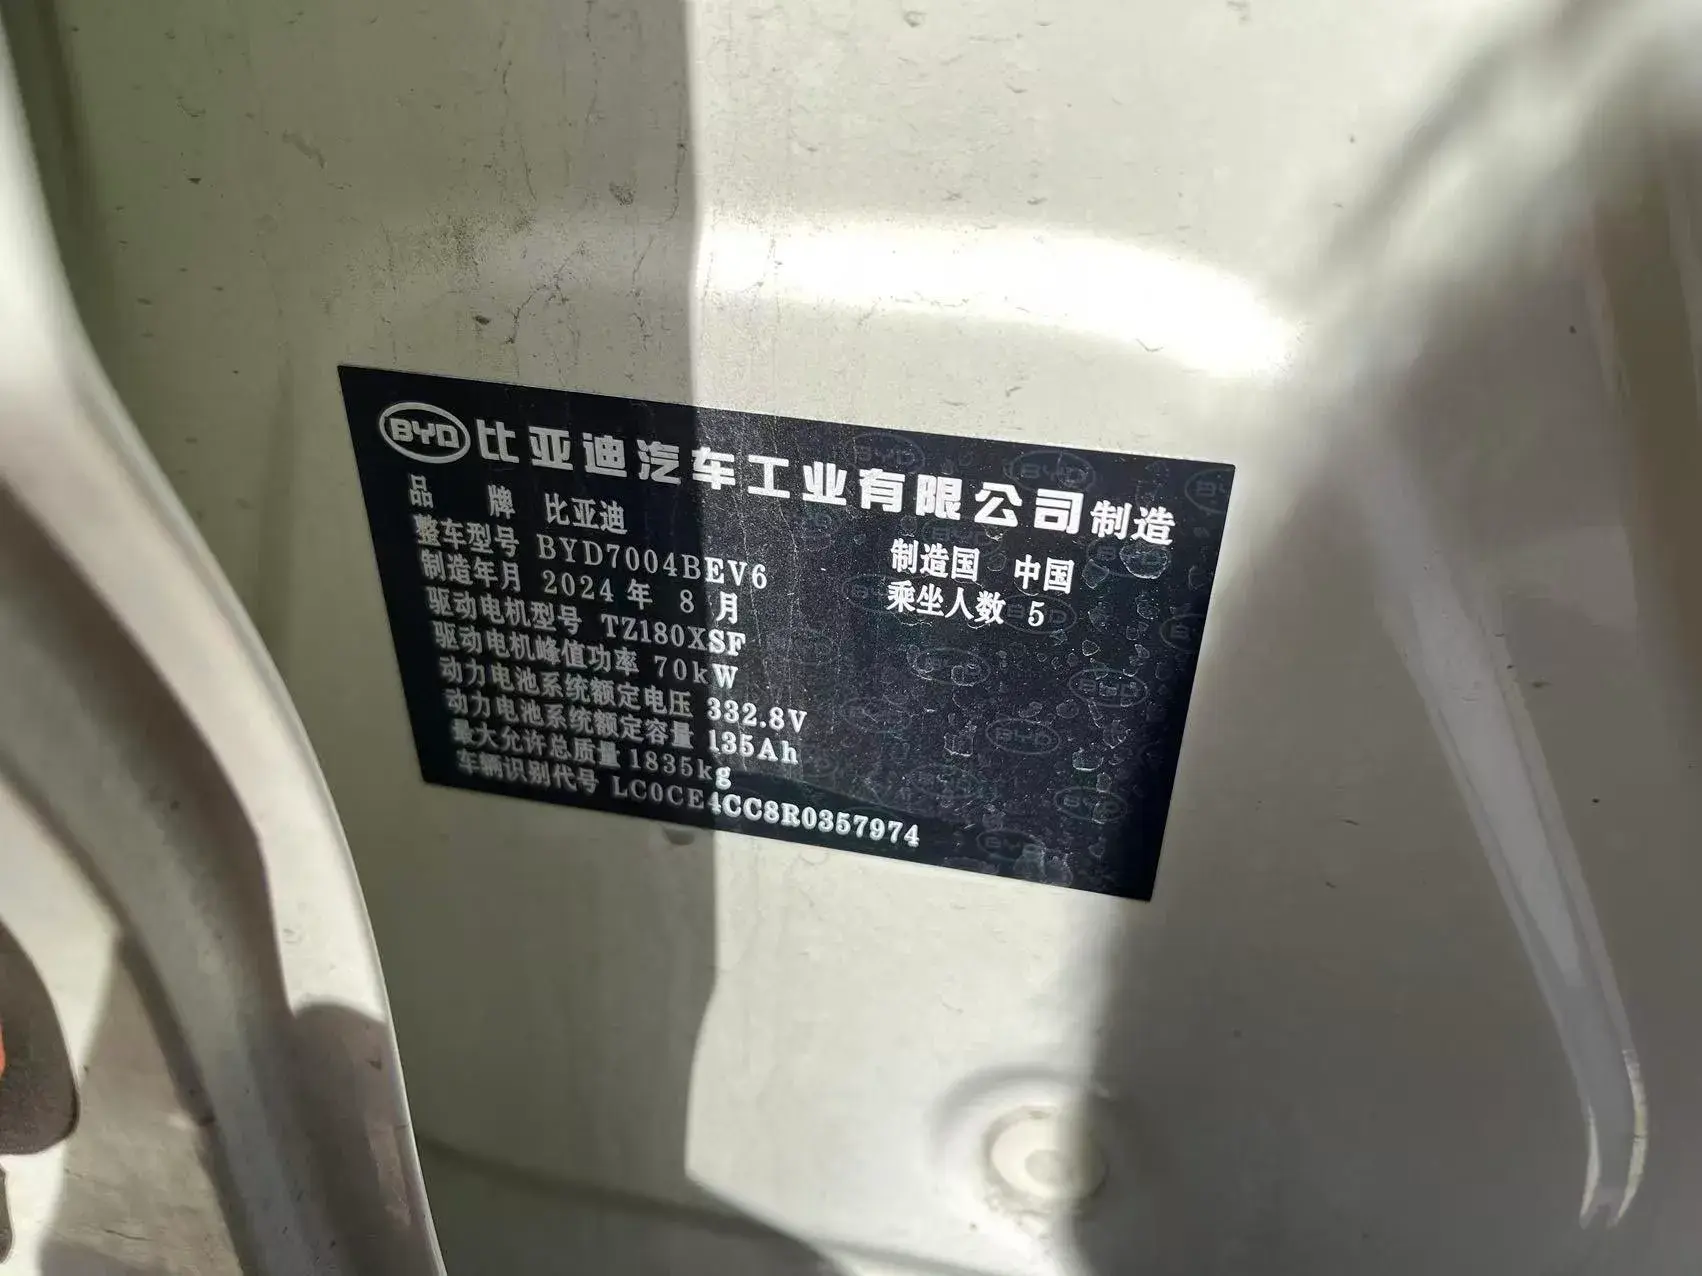 BYD 比亚迪汽车工业有限公司制造
品 牌 比亚迪
整车型号 BYD7004BEV6 制造国 中国
制造年月 2024 年 8 月 乘坐人数 5
驱动电机型号 TZ180XSF
驱动电机峰值功率 70kW
动力电池系统额定电压 332.8V
动力电池系统额定容量 135Ah
最大允许总质量 1835kg
车辆识别代号 LC0CE4CC8R0357974